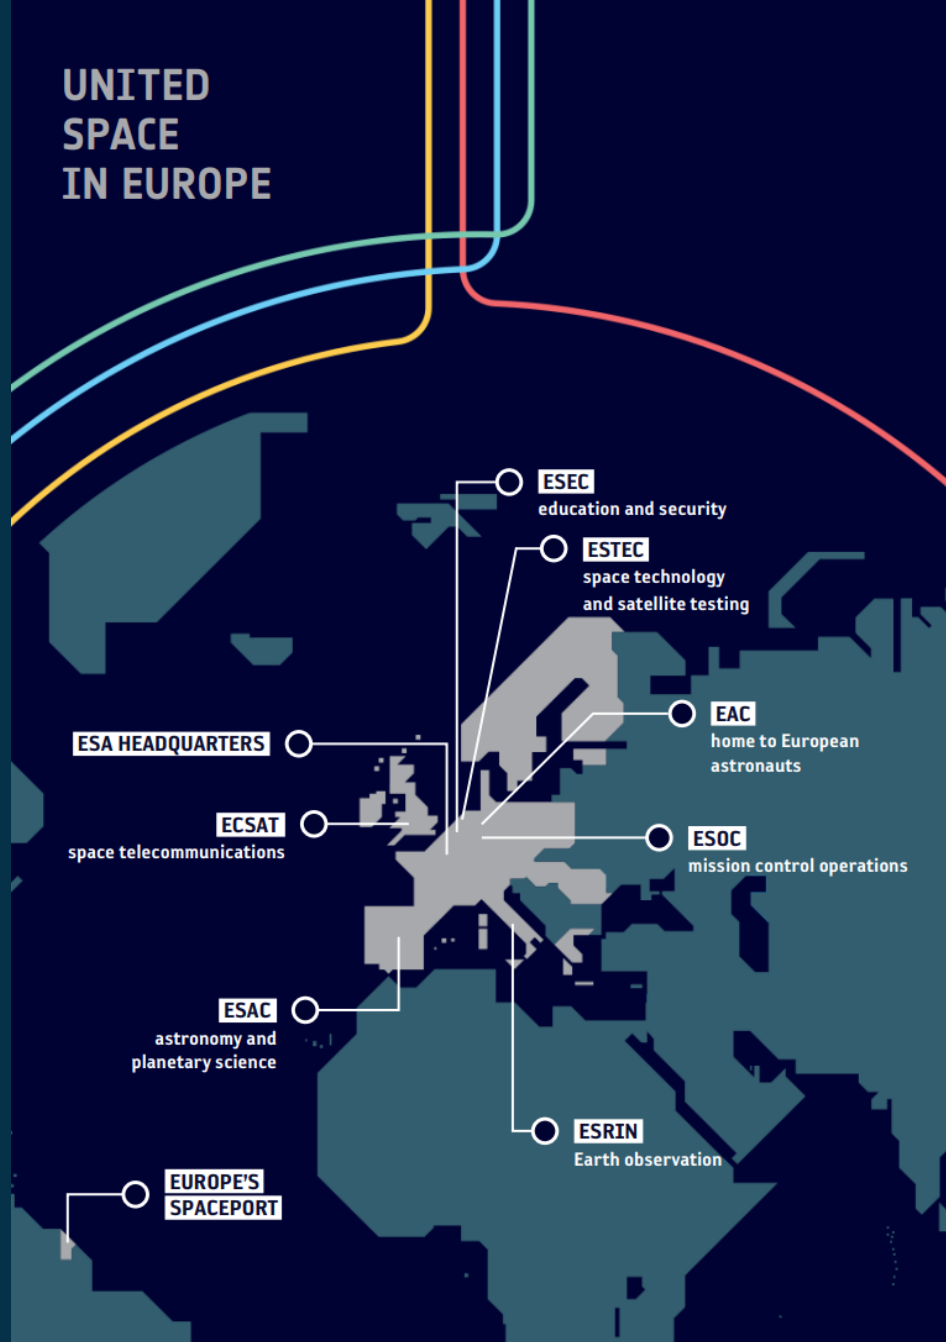 UNITED
SPACE
IN EUROPE
ESEC
education and security
ESTEC
space technology
and satellite testing
EAC
home to European
astronauts
ESA HEADQUARTERS
ECSAT
space telecommunications
ESOC
mission control operations
ESAC
astronomy and
planetary science
ESRIN
Earth observation
EUROPE'S
SPACEPORT